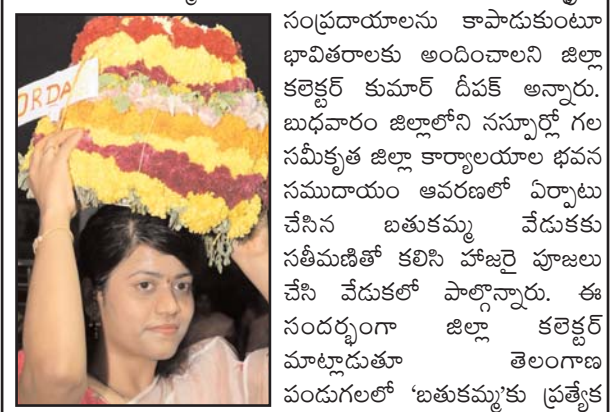 DRDA
సంప్రదాయాలను కాపాడుకుంటూ
భావితరాలకు అందించాలని జిల్లా
కలెక్టర్ కుమార్ దీపక్ అన్నారు.
బుధవారం జిల్లాలోని నస్పూర్లో గల
సమీకృత జిల్లా కార్యాలయాల భవన
సముదాయం ఆవరణలో ఏర్పాటు
చేసిన బతుకమ్మ వేడుకకు
సతీమణితో కలిసి హాజరై పూజలు
చేసి వేడుకలో పాల్గొన్నారు. ఈ
సందర్భంగా జిల్లా కలెక్టర్
మాట్లాడుతూ తెలంగాణ
పండుగలలో ‘బతుకమ్మ’కు ప్రత్యేక